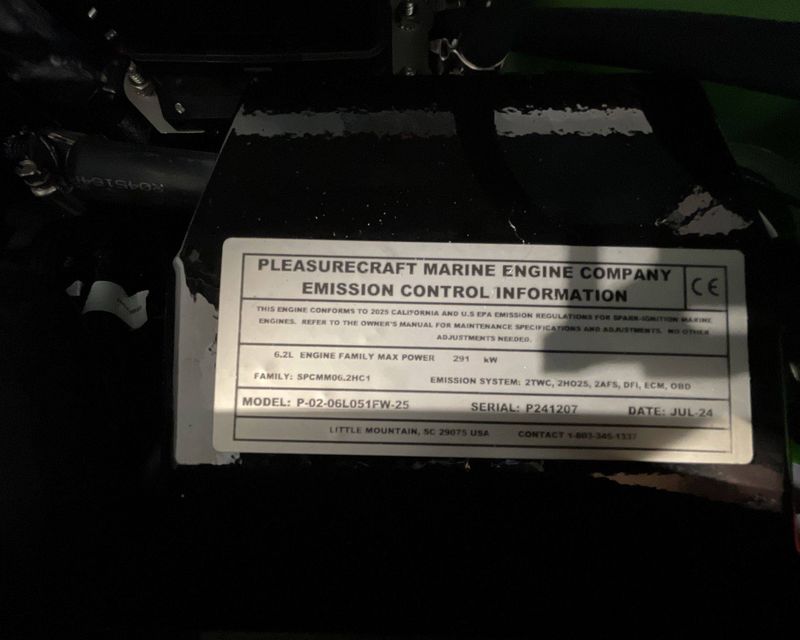 PLEASURECRAFT MARINE ENGINE COMPANY
EMISSION CONTROL INFORMATION
CE
THIS ENGINE CONFORMS TO 2025 CALIFORNIA AND U.S EPA EMISSION REGULATIONS FOR SPARK-IGNITION MARINE
ENGINES. REFER TO THE OWNER'S MANUAL FOR MAINTENANCE SPECIFICATIONS AND ADJUSTMENTS. NO OTHER
ADJUSTMENTS NEEDED.
6.2L ENGINE FAMILY MAX POWER 291 kW
FAMILY: SPCMM06.2HC1 EMISSION SYSTEM: 2TWC, 2HO2S, 2AFS, DFI, ECM, OBD
MODEL: P-02-06L051FW-25 SERIAL: P241207 DATE: JUL-24
LITTLE MOUNTAIN, SC 29075 USA CONTACT 1-803-345-1337